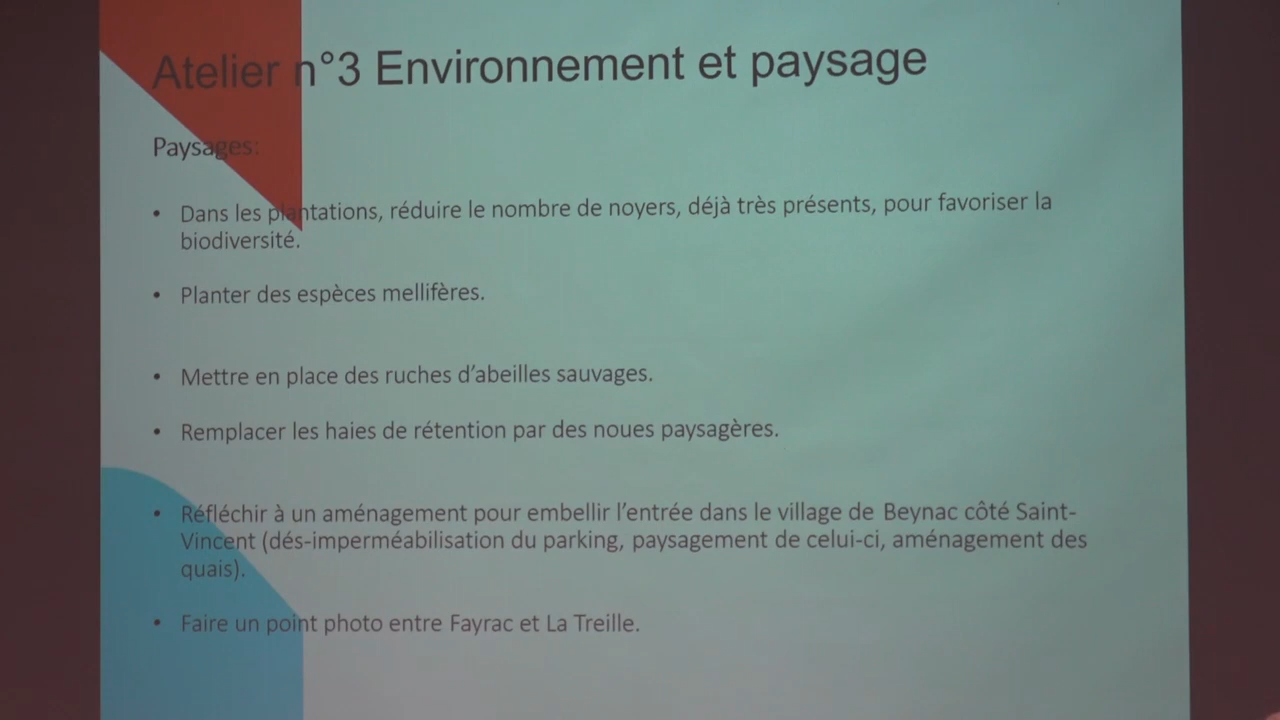 Atelier n°3 Environnement et paysage
Paysages:
• Dans les plantations, réduire le nombre de noyers, déjà très présents, pour favoriser la
biodiversité.
• Planter des espèces mellifères.
• Mettre en place des ruches d’abeilles sauvages.
• Remplacer les haies de rétention par des noues paysagères.
• Réfléchir à un aménagement pour embellir l’entrée dans le village de Beynac côté Saint-
Vincent (dés-imperméabilisation du parking, paysagement de celui-ci, aménagement des
quais).
• Faire un point photo entre Fayrac et La Treille.